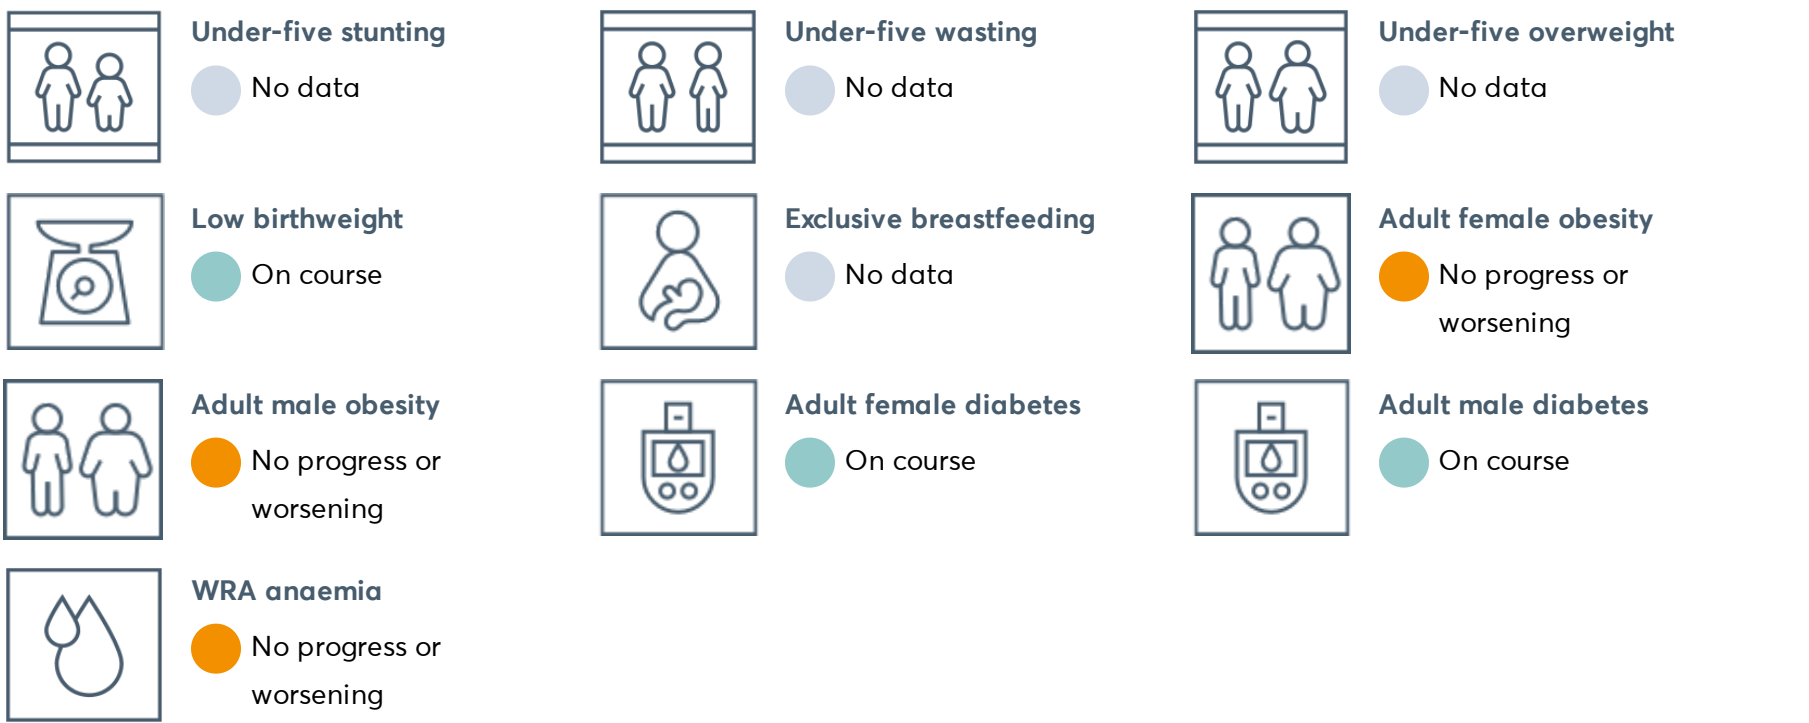 Under-five stunting
No data
Under-five wasting
No data
Under-five overweight
No data
Low birthweight
On course
Exclusive breastfeeding
No data
Adult female obesity
No progress or
worsening
Adult male obesity
No progress or
worsening
Adult female diabetes
On course
Adult male diabetes
On course
WRA anaemia
No progress or
worsening